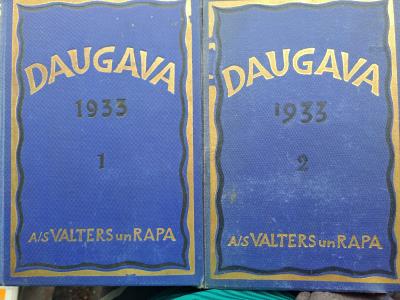 DAUGAVA
1933
1
A/S VALTERS un RAPA
DAUGAVA
1933
2
A/S VALTERS un RAPA